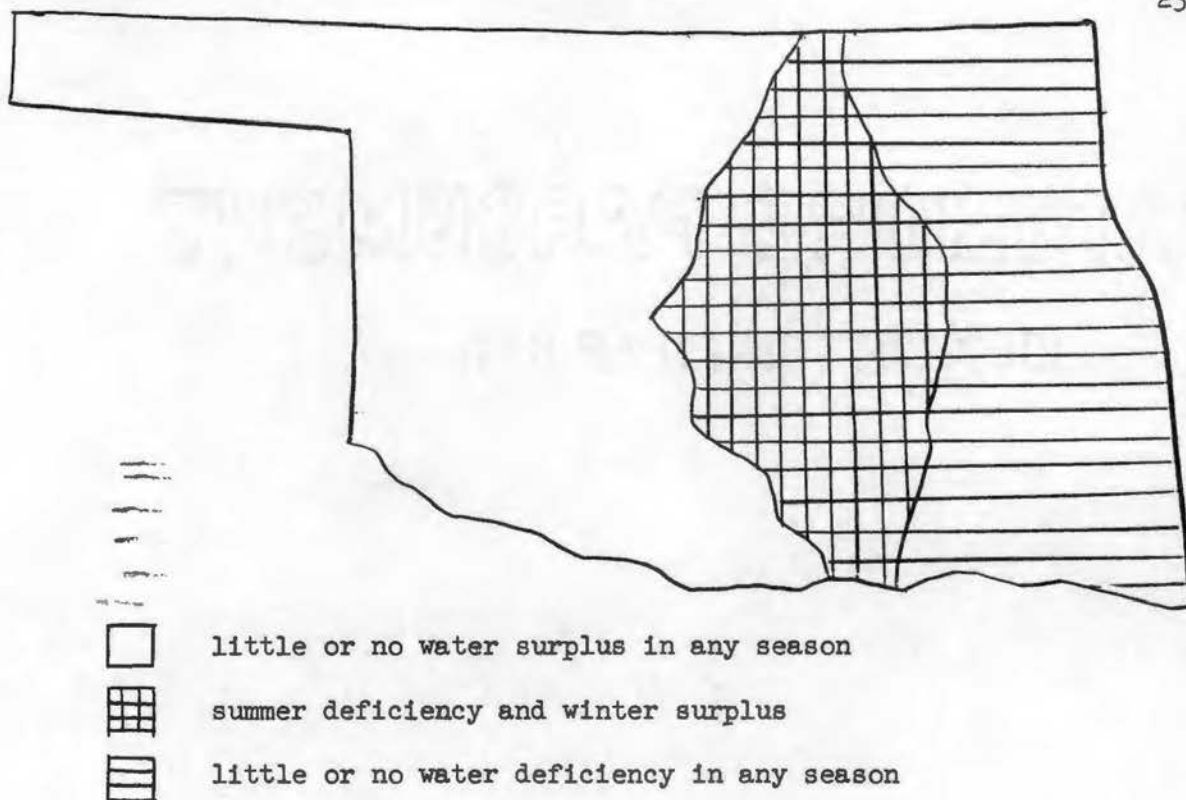 little or no water surplus in any season
summer deficiency and winter surplus
little or no water deficiency in any season